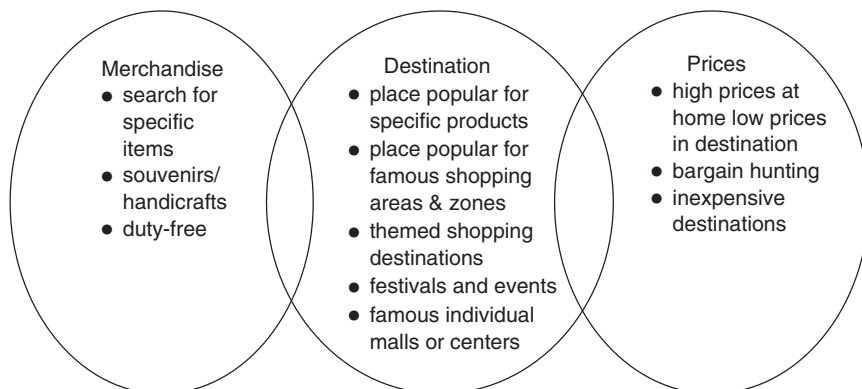 Merchandise
● search for
specific
items
● souvenirs/
handicrafts
● duty-free
Destination
● place popular for
specific products
● place popular for
famous shopping
areas & zones
● themed shopping
destinations
● festivals and events
● famous individual
malls or centers
Prices
● high prices at
home low prices
in destination
● bargain hunting
● inexpensive
destinations